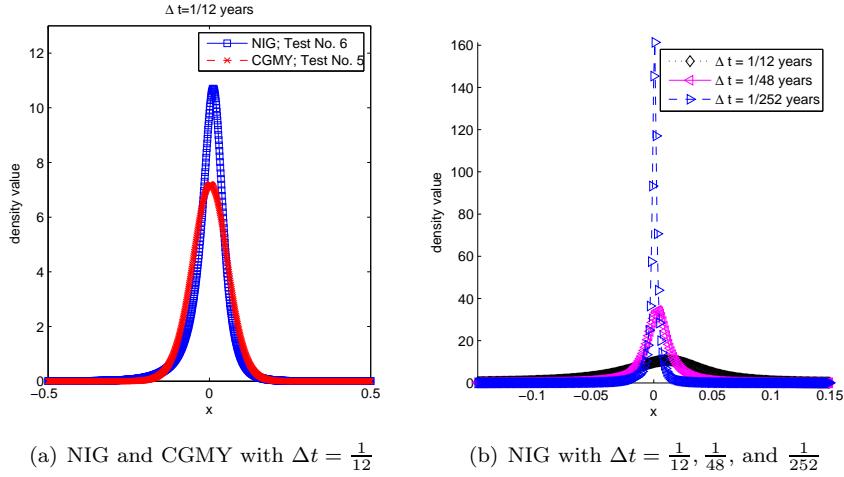 Δ t=1/12 years
NIG; Test No. 6
CGMY; Test No. 5
density value
12
10
8
6
4
2
0
−0.5
0
0.5
x
(a) NIG and CGMY with Δt = 1/12
Δ t = 1/12 years
Δ t = 1/48 years
Δ t = 1/252 years
density value
160
140
120
100
80
60
40
20
0
−0.1
−0.05
0
0.05
0.1
0.15
x
(b) NIG with Δt = 1/12, 1/48, and 1/252